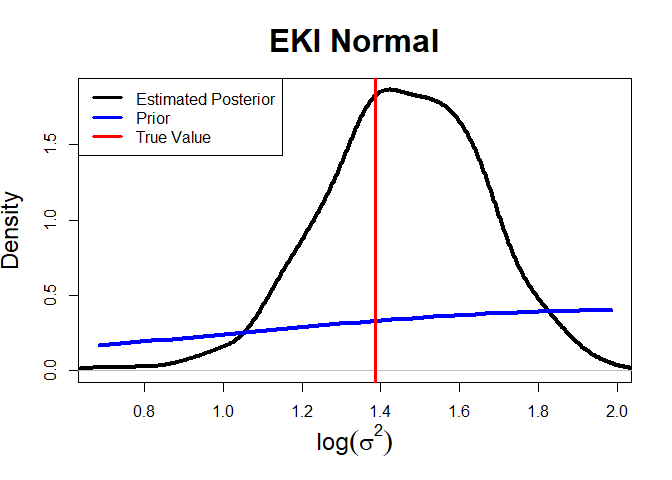 EKI Normal
Estimated Posterior
Prior
True Value
Density
0.0
0.5
1.0
1.5
0.8
1.0
1.2
1.4
1.6
1.8
2.0
log(σ²)